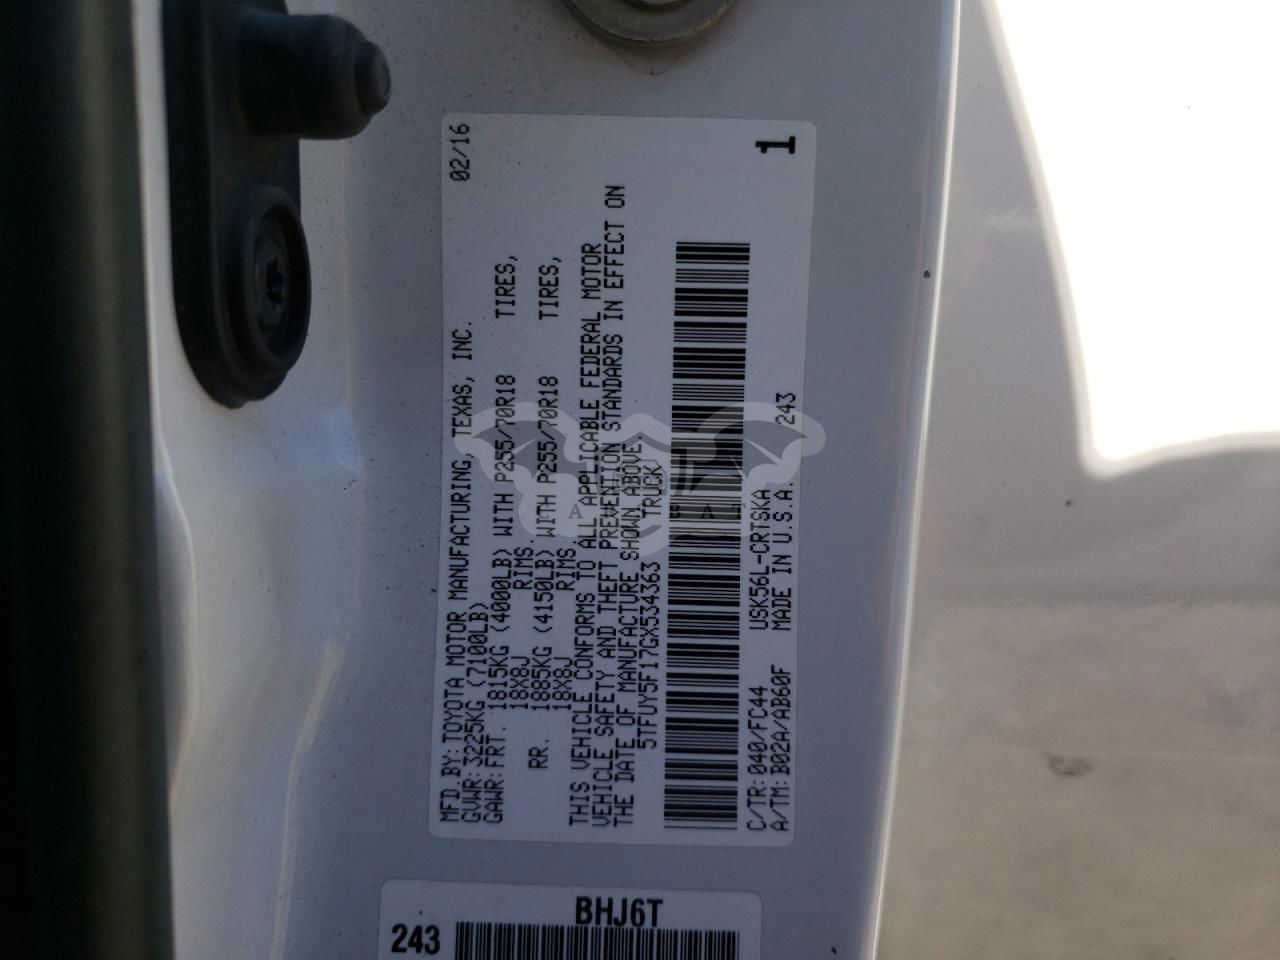 MFD.BY: TOYOTA MOTOR MANUFACTURING, TEXAS, INC. 02/16
GVWR: 3225KG (7100LB)
GAWR: FRT. 1815KG (4000LB) WITH P255/70R18 TIRES,
18X8J RIMS.
RR. 1885KG (4150LB) WITH P255/70R18 TIRES,
18X8J RIMS.
THIS VEHICLE CONFORMS TO ALL APPLICABLE FEDERAL MOTOR
VEHICLE SAFETY AND THEFT PREVENTION STANDARDS IN EFFECT ON
THE DATE OF MANUFACTURE SHOWN ABOVE.
5TFUY5F17GX534363 TRUCK
C/TR: 040/FC44 USK56L-CRTSKA 243
A/TM: B02A/AB60F MADE IN U.S.A. 1
BHJ6T
243